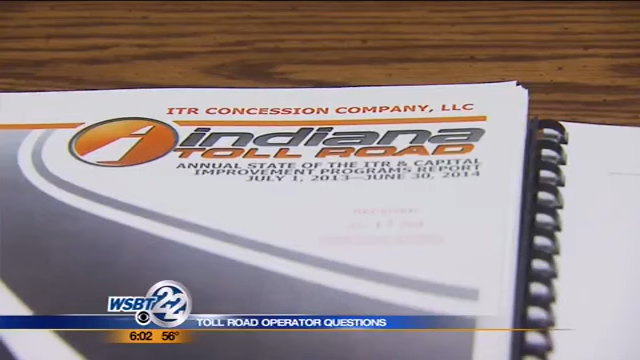 ITR CONCESSION COMPANY, LLC
indiana
TOLL ROAD
ANNUAL STATE OF THE ITR & CAPITAL
IMPROVEMENT PROGRAMS REPORT
JULY 1, 2013-JUNE 30, 2014
WSBT 22
TOLL ROAD OPERATOR QUESTIONS
6:02 56°